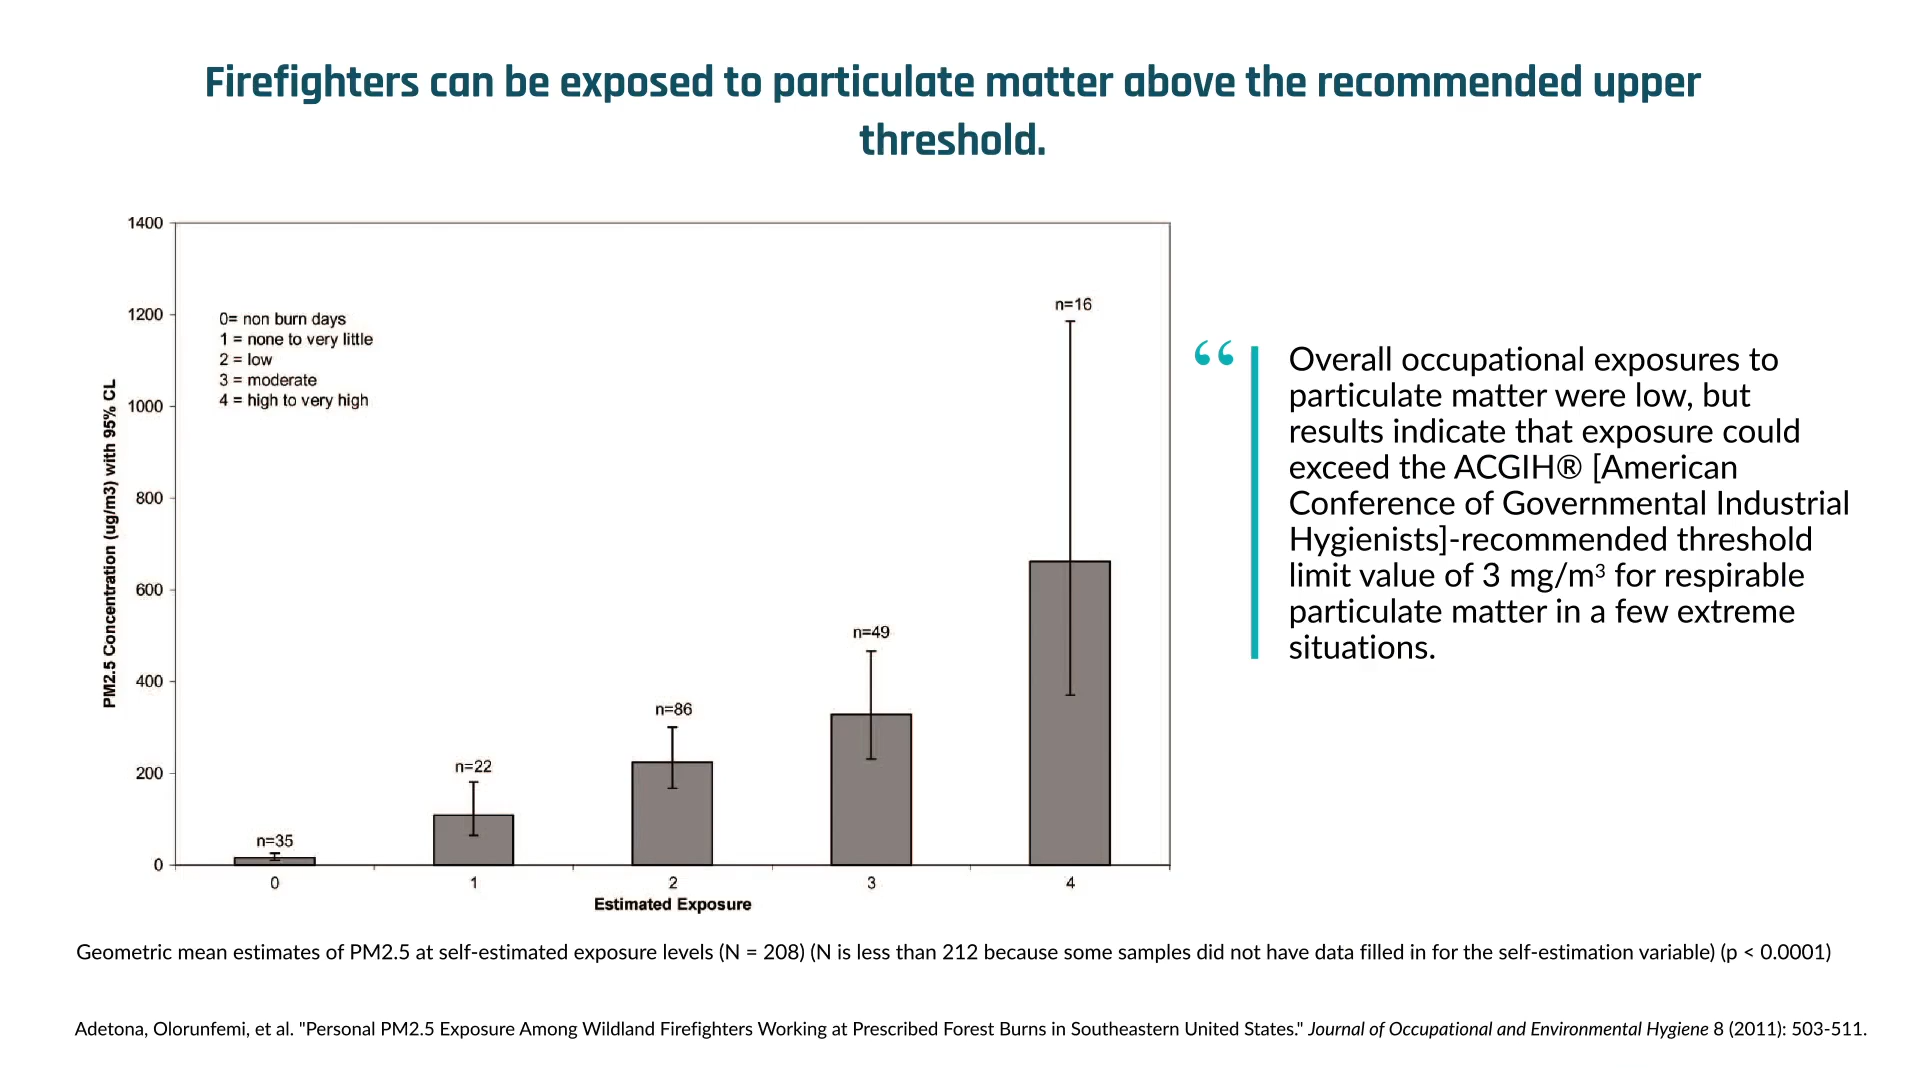 Firefighters can be exposed to particulate matter above the recommended upper
threshold.
1400
1200
1000
800
600
400
200
0
PM2.5 Concentration (ug/m3) with 95% CL
0= non burn days
1 = none to very little
2 = low
3 = moderate
4 = high to very high
n=35
n=22
n=86
n=49
n=16
0
1
2
3
4
Estimated Exposure
“
Overall occupational exposures to
particulate matter were low, but
results indicate that exposure could
exceed the ACGIH® [American
Conference of Governmental Industrial
Hygienists]-recommended threshold
limit value of 3 mg/m³ for respirable
particulate matter in a few extreme
situations.
Geometric mean estimates of PM2.5 at self-estimated exposure levels (N = 208) (N is less than 212 because some samples did not have data filled in for the self-estimation variable) (p < 0.0001)
Adetona, Olorunfemi, et al. "Personal PM2.5 Exposure Among Wildland Firefighters Working at Prescribed Forest Burns in Southeastern United States." Journal of Occupational and Environmental Hygiene 8 (2011): 503-511.